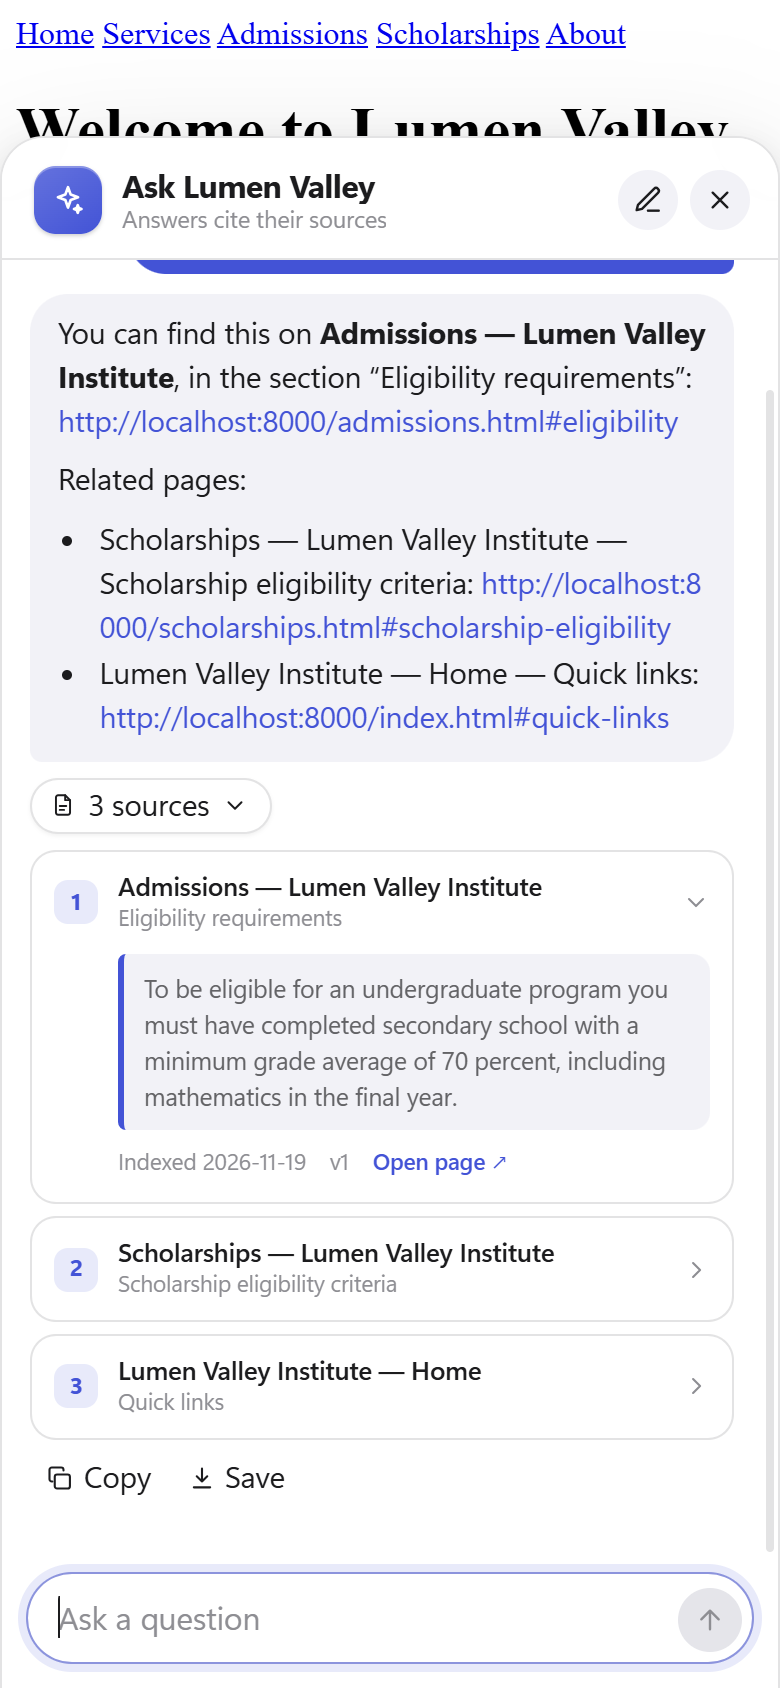 Home Services Admissions Scholarships About
Welcome to Lumen Valley
Ask Lumen Valley
Answers cite their sources
You can find this on Admissions — Lumen Valley
Institute, in the section “Eligibility requirements”:
http://localhost:8000/admissions.html#eligibility
Related pages:
• Scholarships — Lumen Valley Institute —
Scholarship eligibility criteria: http://localhost:8
000/scholarships.html#scholarship-eligibility
• Lumen Valley Institute — Home — Quick links:
http://localhost:8000/index.html#quick-links
3 sources
1
Admissions — Lumen Valley Institute
Eligibility requirements
To be eligible for an undergraduate program you
must have completed secondary school with a
minimum grade average of 70 percent, including
mathematics in the final year.
Indexed 2026-11-19 v1 Open page ↗
2
Scholarships — Lumen Valley Institute
Scholarship eligibility criteria
3
Lumen Valley Institute — Home
Quick links
Copy Save
Ask a question